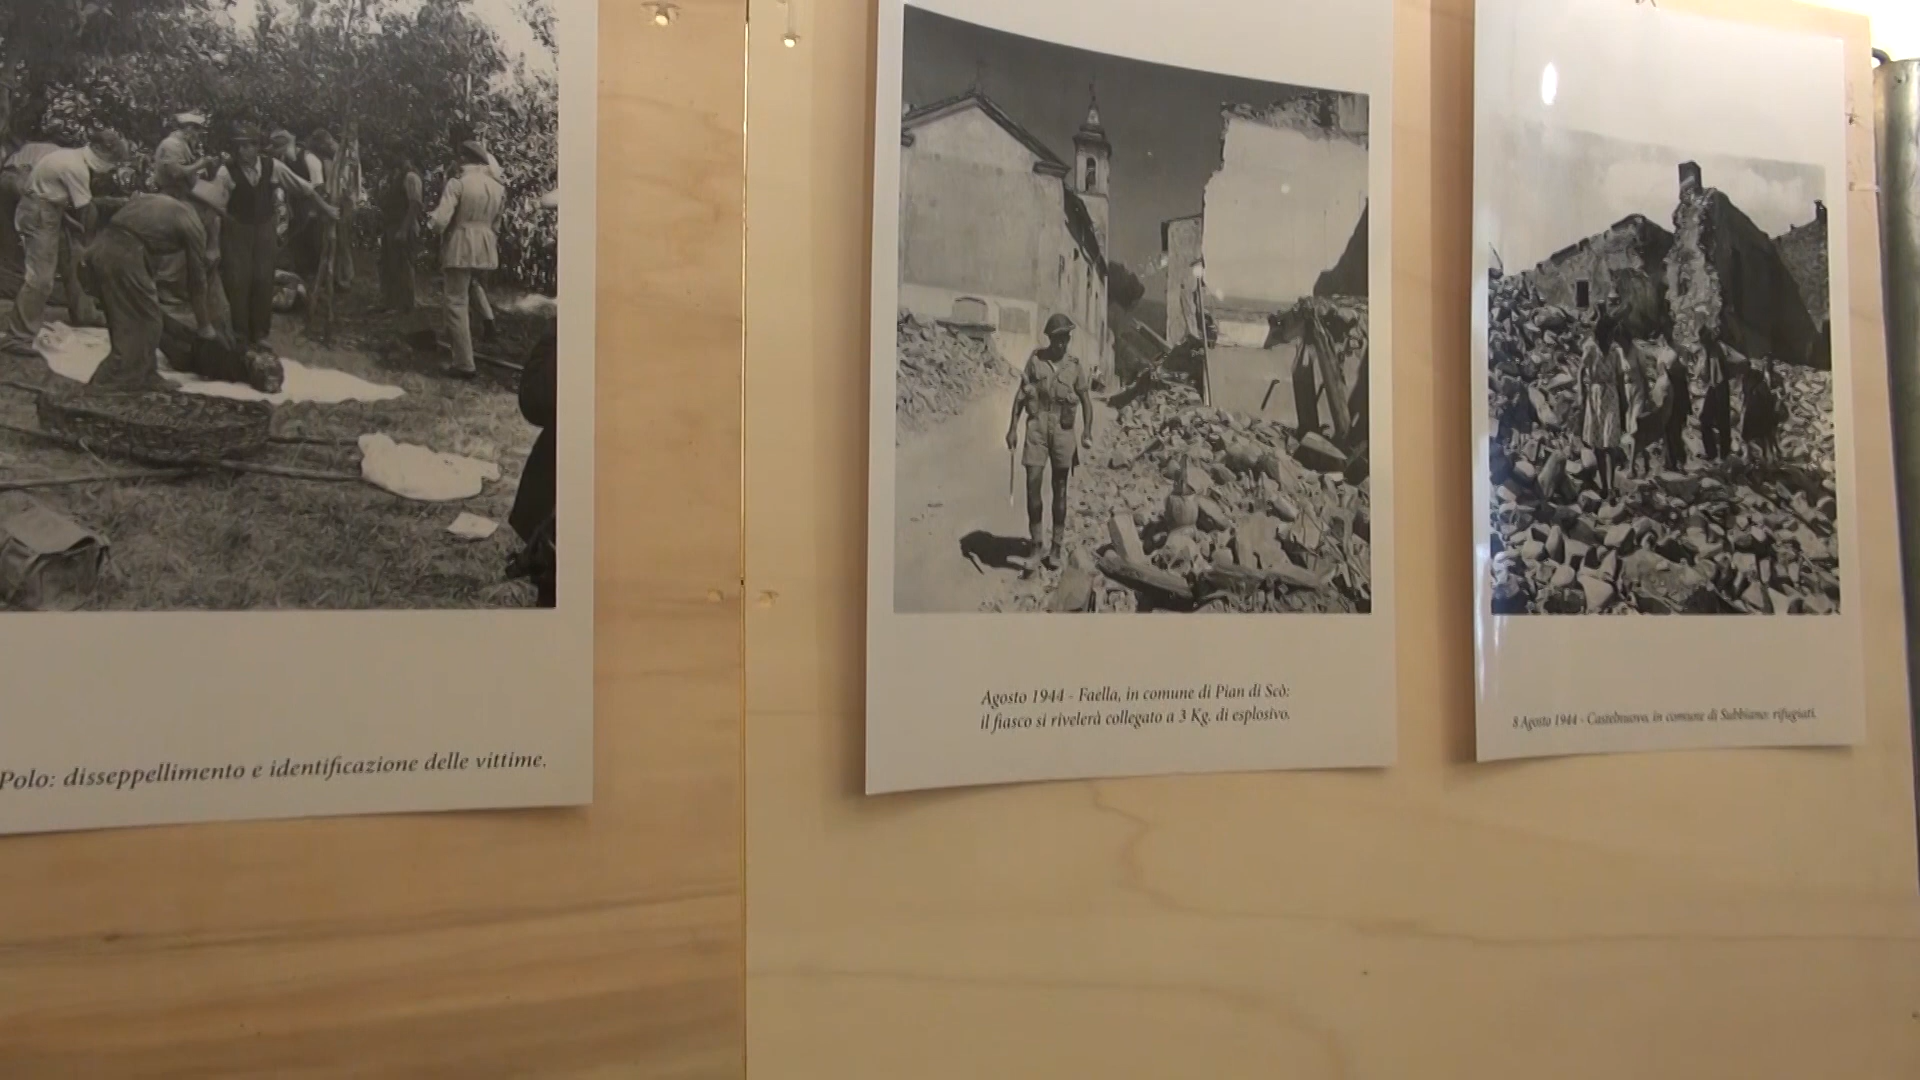 Polo: disseppellimento e identificazione delle vittime.
Agosto 1944 - Faella, in comune di Pian di Scò:
il fiasco si rivelerà collegato a 3 Kg. di esplosivo.
8 Agosto 1944 - Castelnuovo, in comune di Subbiano: rifugiati.